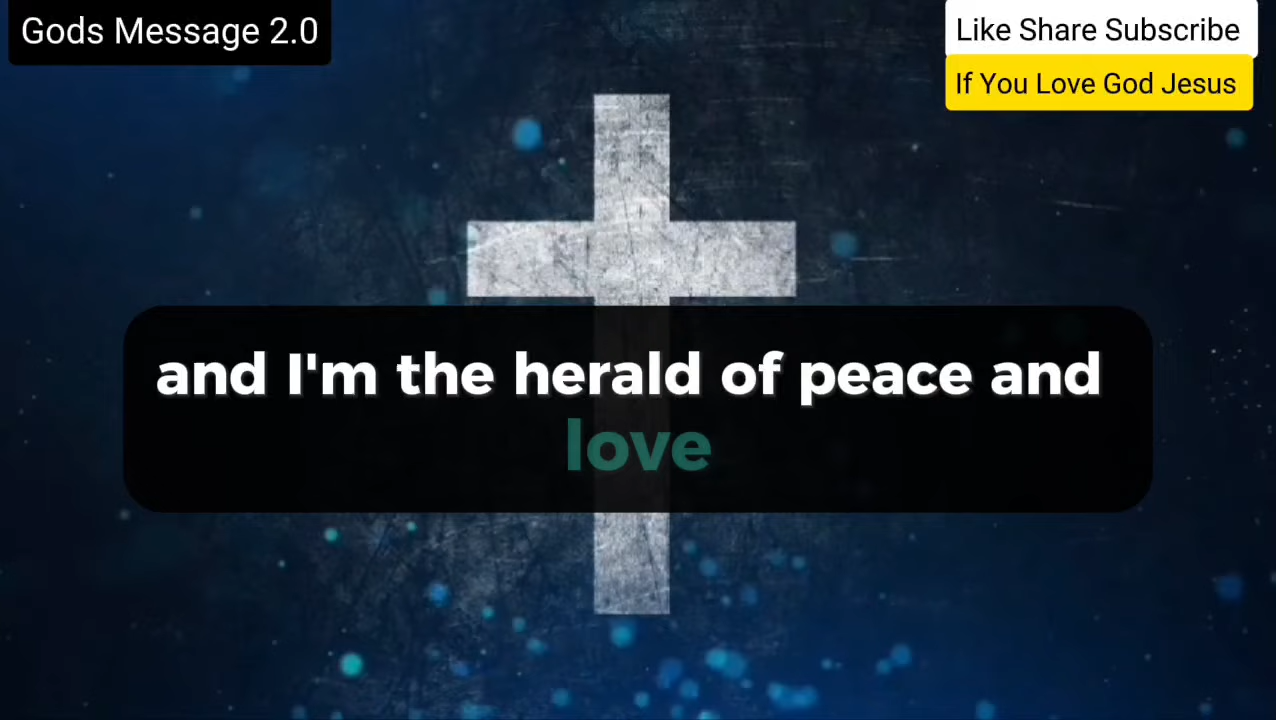 Gods Message 2.0
Like Share Subscribe
If You Love God Jesus
and I'm the herald of peace and
love